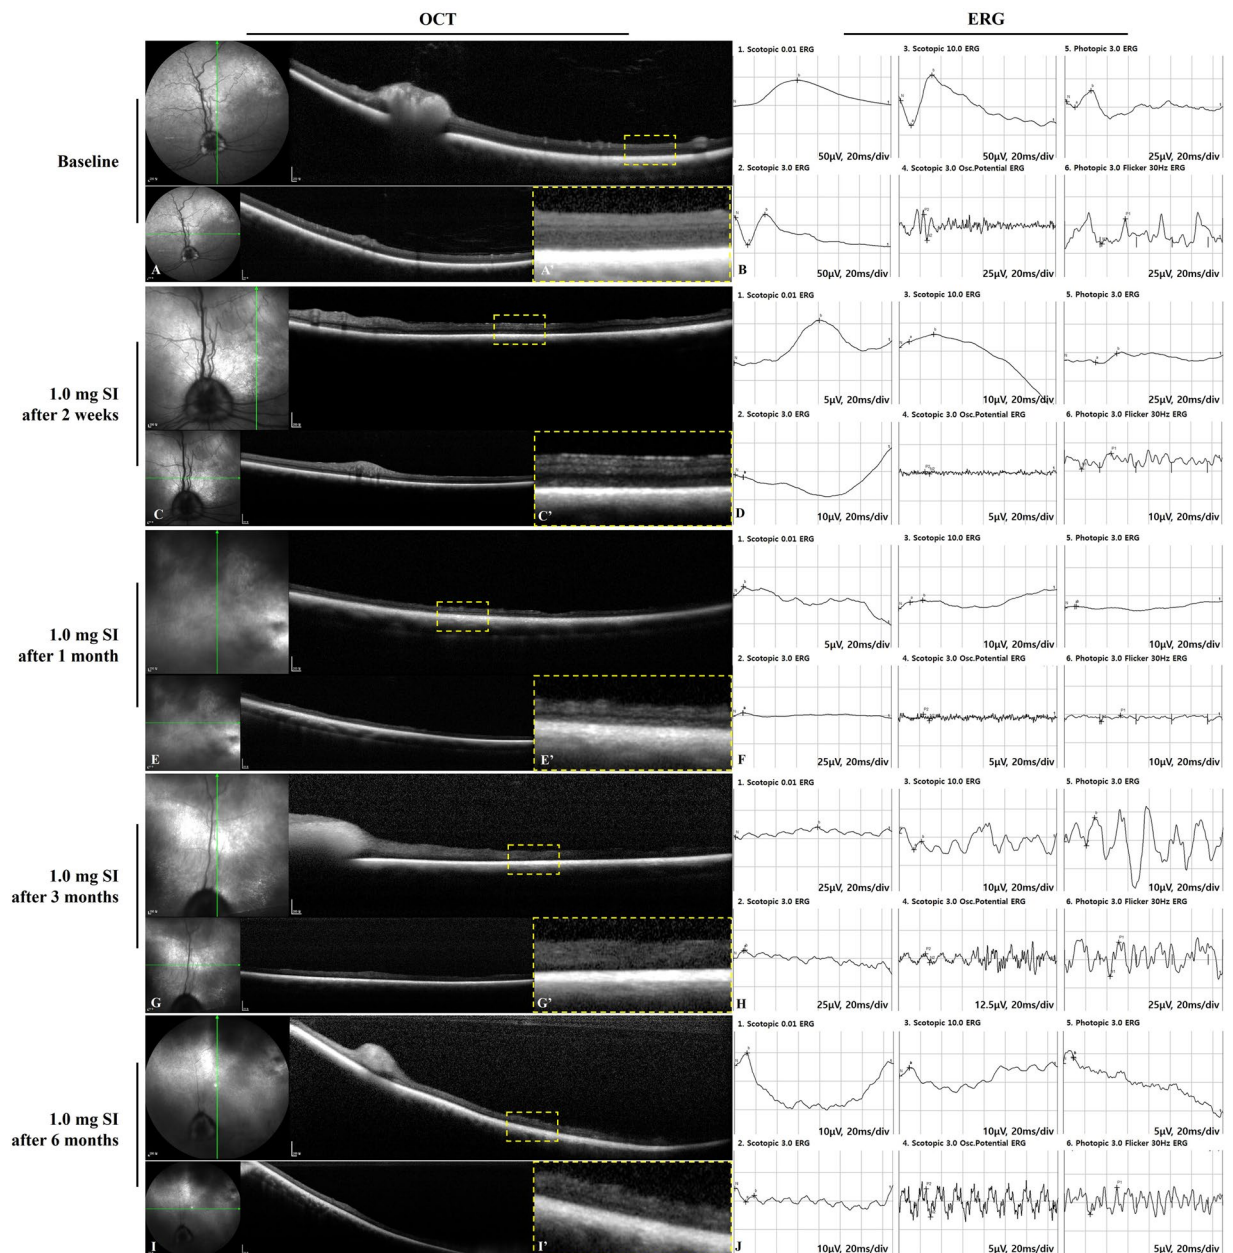 OCT
ERG
Baseline
A
A'
1. Scotopic 0.01 ERG
50µV, 20ms/div
3. Scotopic 10.0 ERG
50µV, 20ms/div
5. Photopic 3.0 ERG
25µV, 20ms/div
2. Scotopic 3.0 ERG
50µV, 20ms/div
4. Scotopic 3.0 Osc.Potential ERG
25µV, 20ms/div
6. Photopic 3.0 Flicker 30Hz ERG
25µV, 20ms/div
B
1.0 mg SI
after 2 weeks
C
C'
1. Scotopic 0.01 ERG
5µV, 20ms/div
3. Scotopic 10.0 ERG
10µV, 20ms/div
5. Photopic 3.0 ERG
25µV, 20ms/div
2. Scotopic 3.0 ERG
10µV, 20ms/div
4. Scotopic 3.0 Osc.Potential ERG
5µV, 20ms/div
6. Photopic 3.0 Flicker 30Hz ERG
10µV, 20ms/div
D
1.0 mg SI
after 1 month
E
E'
1. Scotopic 0.01 ERG
5µV, 20ms/div
3. Scotopic 10.0 ERG
10µV, 20ms/div
5. Photopic 3.0 ERG
10µV, 20ms/div
2. Scotopic 3.0 ERG
25µV, 20ms/div
4. Scotopic 3.0 Osc.Potential ERG
5µV, 20ms/div
6. Photopic 3.0 Flicker 30Hz ERG
10µV, 20ms/div
F
1.0 mg SI
after 3 months
G
G'
1. Scotopic 0.01 ERG
25µV, 20ms/div
3. Scotopic 10.0 ERG
10µV, 20ms/div
5. Photopic 3.0 ERG
10µV, 20ms/div
2. Scotopic 3.0 ERG
25µV, 20ms/div
4. Scotopic 3.0 Osc.Potential ERG
12.5µV, 20ms/div
6. Photopic 3.0 Flicker 30Hz ERG
25µV, 20ms/div
H
1.0 mg SI
after 6 months
I
I'
1. Scotopic 0.01 ERG
10µV, 20ms/div
3. Scotopic 10.0 ERG
10µV, 20ms/div
5. Photopic 3.0 ERG
5µV, 20ms/div
2. Scotopic 3.0 ERG
10µV, 20ms/div
4. Scotopic 3.0 Osc.Potential ERG
5µV, 20ms/div
6. Photopic 3.0 Flicker 30Hz ERG
5µV, 20ms/div
J